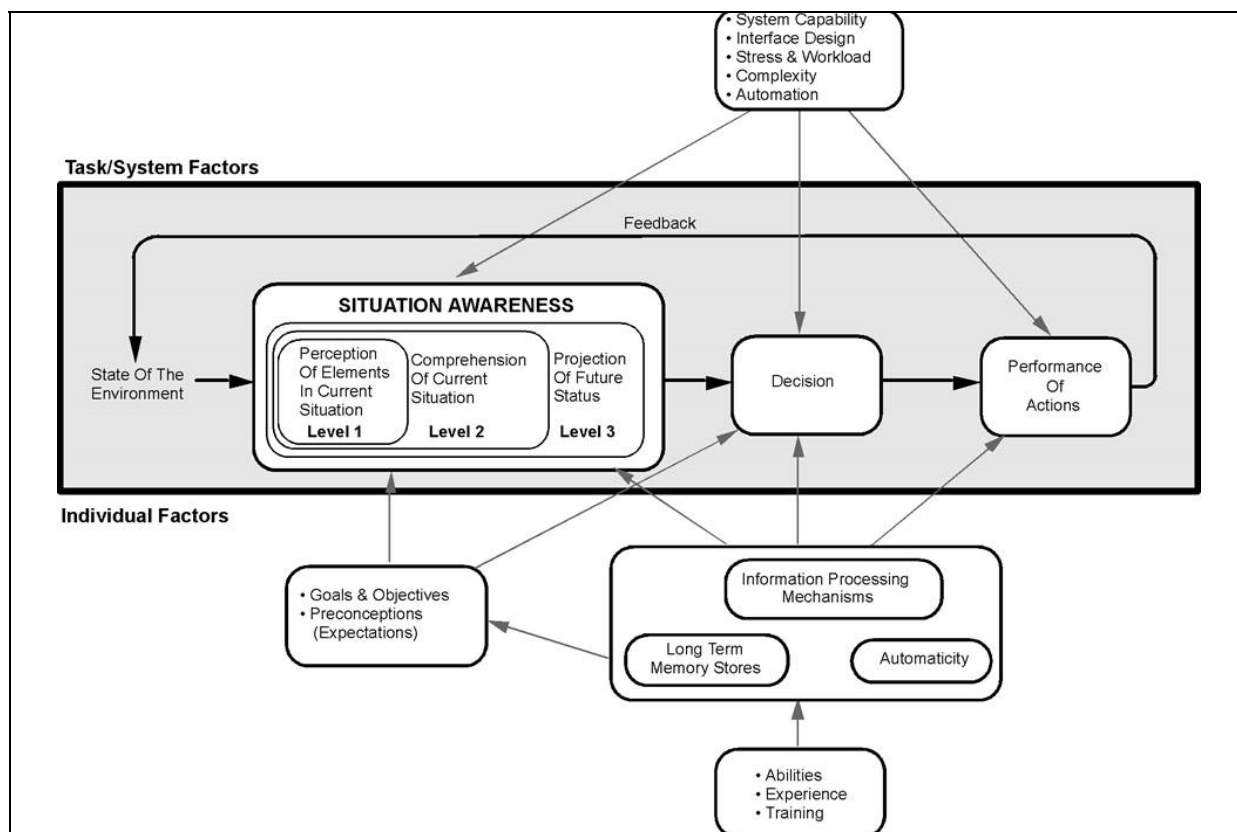 • System Capability
• Interface Design
• Stress & Workload
• Complexity
• Automation
Task/System Factors
Feedback
SITUATION AWARENESS
Perception
Of Elements
In Current
Situation
Level 1
Comprehension
Of Current
Situation
Level 2
Projection
Of Future
Status
Level 3
State Of The
Environment
Decision
Performance
Of
Actions
Individual Factors
• Goals & Objectives
• Preconceptions
(Expectations)
Information Processing
Mechanisms
Long Term
Memory Stores
Automaticity
• Abilities
• Experience
• Training